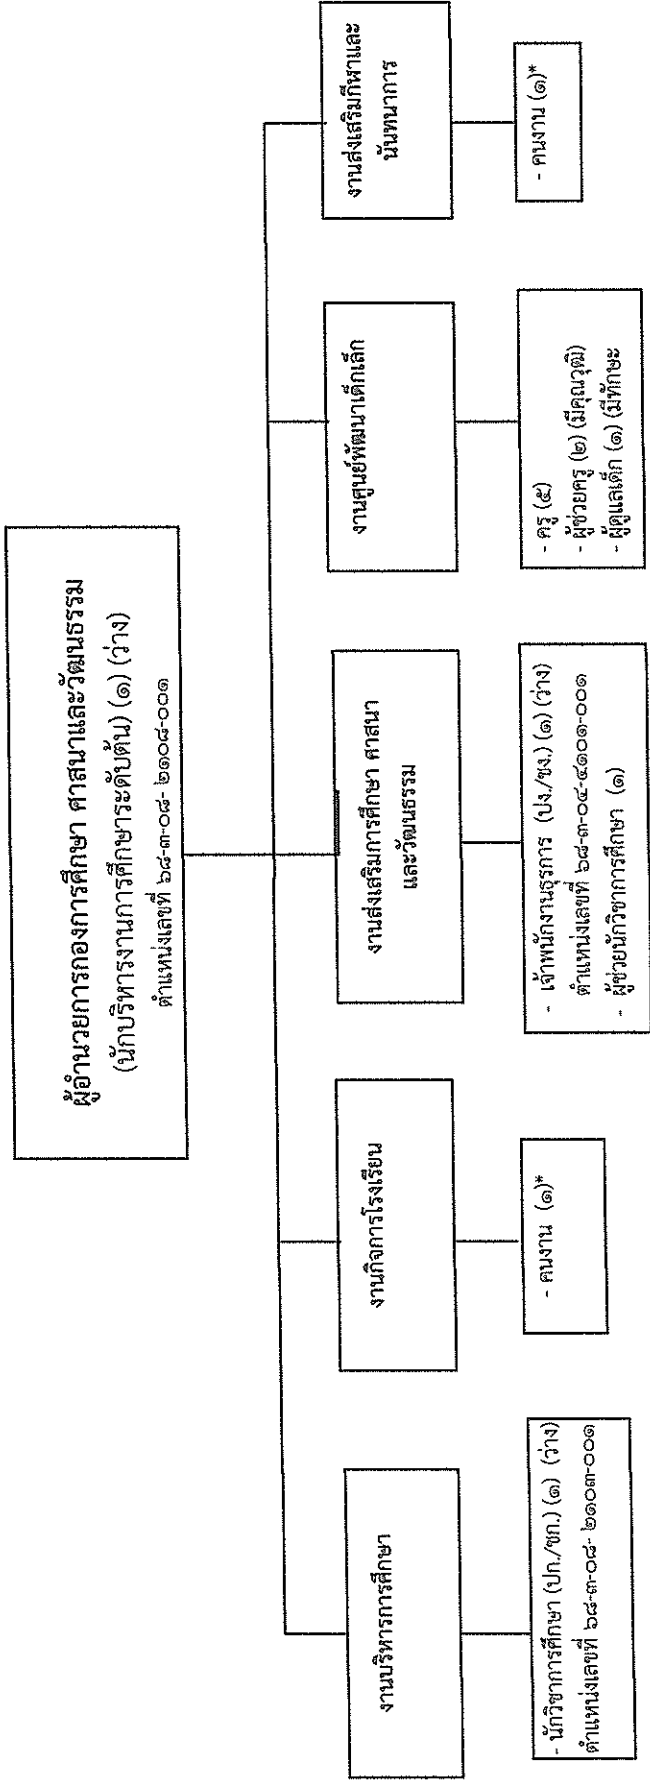 ผู้อำนวยการกองการศึกษา ศาสนาและวัฒนธรรม
(นักบริหารงานการศึกษาระดับต้น) (๑) (ว่าง)
ตำแหน่งเลขที่ ๖๘-๓-๐๘- ๒๑๐๘-๐๐๑
งานบริหารการศึกษา
- นักวิชาการศึกษา (ปก./ชก.) (๑) (ว่าง)
ตำแหน่งเลขที่ ๖๘-๓-๐๘- ๒๑๐๓-๐๐๑
งานกิจการโรงเรียน
- คนงาน (๑)*
งานส่งเสริมการศึกษา ศาสนา
และวัฒนธรรม
- เจ้าพนักงานธุรการ (ปง./ชง.) (๑) (ว่าง)
ตำแหน่งเลขที่ ๖๘-๓-๐๔-๔๑๐๑-๐๐๑
- ผู้ช่วยนักวิชาการศึกษา (๑)
งานศูนย์พัฒนาเด็กเล็ก
- ครู (๕)
- ผู้ช่วยครู (๒) (มีคุณวุฒิ)
- ผู้ดูแลเด็ก (๑) (มีทักษะ
งานส่งเสริมกีฬาและ
นันทนาการ
- คนงาน (๑)*